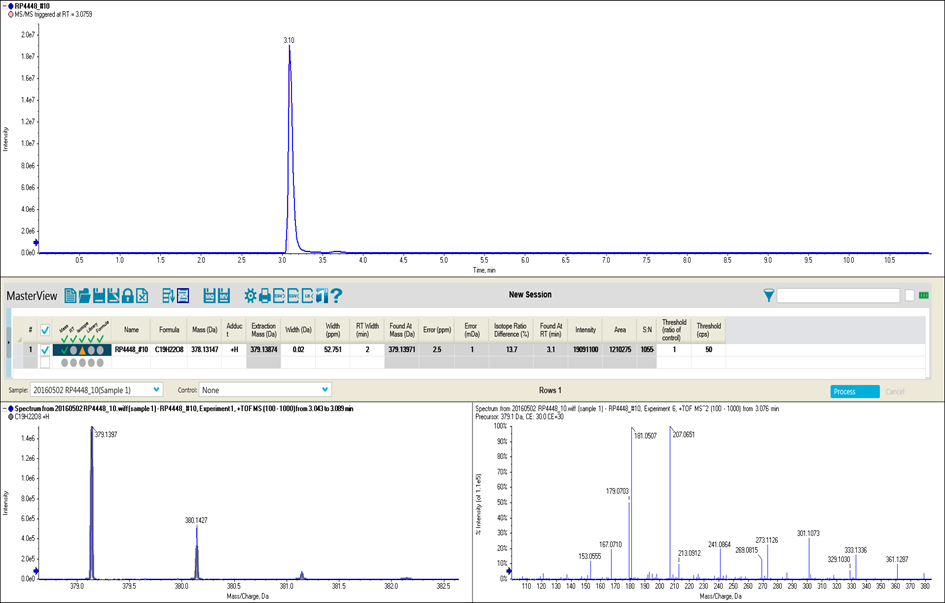 RP4448_#10
MS/MS triggered at RT = 3.0759
2.0e7
1.8e7
1.6e7
1.4e7
1.2e7
1.0e7
8.0e6
6.0e6
4.0e6
2.0e6
0.0e0
Intensity
3.10
0.5 1.0 1.5 2.0 2.5 3.0 3.5 4.0 4.5 5.0 5.5 6.0 6.5 7.0 7.5 8.0 8.5 9.0 9.5 10.0 10.5
Time, min
MasterView New Session
# Mass RT Isotope Library Formula Name Formula Mass (Da) Adduc t Extraction Mass (Da) Width (Da) Width (ppm) RT Width (min) Found At Mass (Da) Error (ppm) Error (mDa) Isotope Ratio Difference (%) Found At RT (min) Intensity Area S:N Threshold (ratio of control) Threshold (cps)
1 RP4448_#10 C19H22O8 378.13147 +H 379.13874 0.02 52.751 2 379.13971 2.5 1 13.7 3.1 19091100 1210275 1055 1 50
Sample: 20160502 RP4448_10(Sample 1) Control: None Rows 1 Process Cancel
Spectrum from 20160502 RP4448_10.wiff (sample 1) - RP4448_#10, Experiment 1, +TOF MS (100 - 1000) from 3.043 to 3.089 min
C19H22O8 +H
1.4e6
1.2e6
1.0e6
8.0e5
6.0e5
4.0e5
2.0e5
0.0e0
Intensity
379.1397
380.1427
379.0 379.5 380.0 380.5 381.0 381.5 382.0 382.5
Mass/Charge, Da
Spectrum from 20160502 RP4448_10.wiff (sample 1) - RP4448_#10, Experiment 6, +TOF MS^2 (100 - 1000) from 3.076 min
Precursor: 379.1 Da, CE: 30.0 CE=30
100%
90%
80%
70%
60%
50%
40%
30%
20%
10%
0%
% Intensity (of 1.1e5)
181.0507
207.0651
179.0703
167.0710
153.0555
213.0912
241.0864
269.0815
273.1126
301.1073
329.1030
333.1336
361.1287
110 120 130 140 150 160 170 180 190 200 210 220 230 240 250 260 270 280 290 300 310 320 330 340 350 360 370 380
Mass/Charge, Da